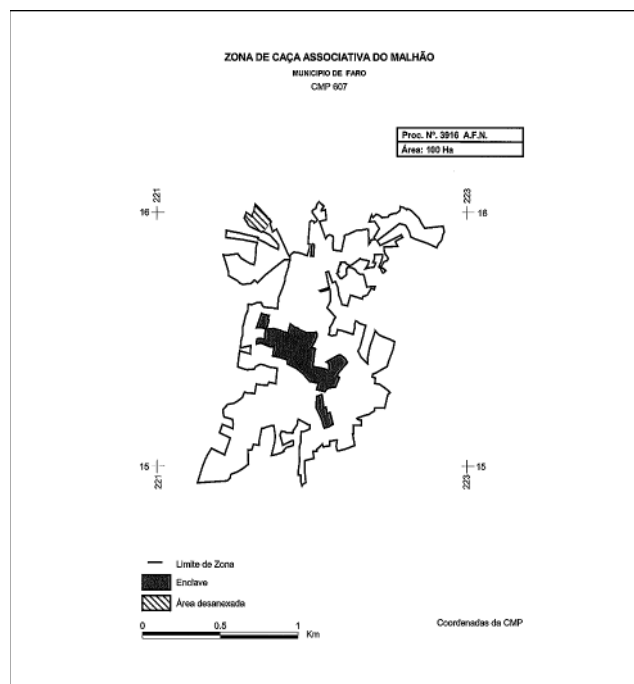 ZONA DE CAÇA ASSOCIATIVA DO MALHÃO
MUNICIPIO DE FARO
CMP 607
Proc. Nº. 3916 A.F.N.
Área: 100 Ha
221
223
16
16
15
15
221
223
Limite de Zona
Enclave
Área desanexada
0 0.5 1
Km
Coordenadas da CMP